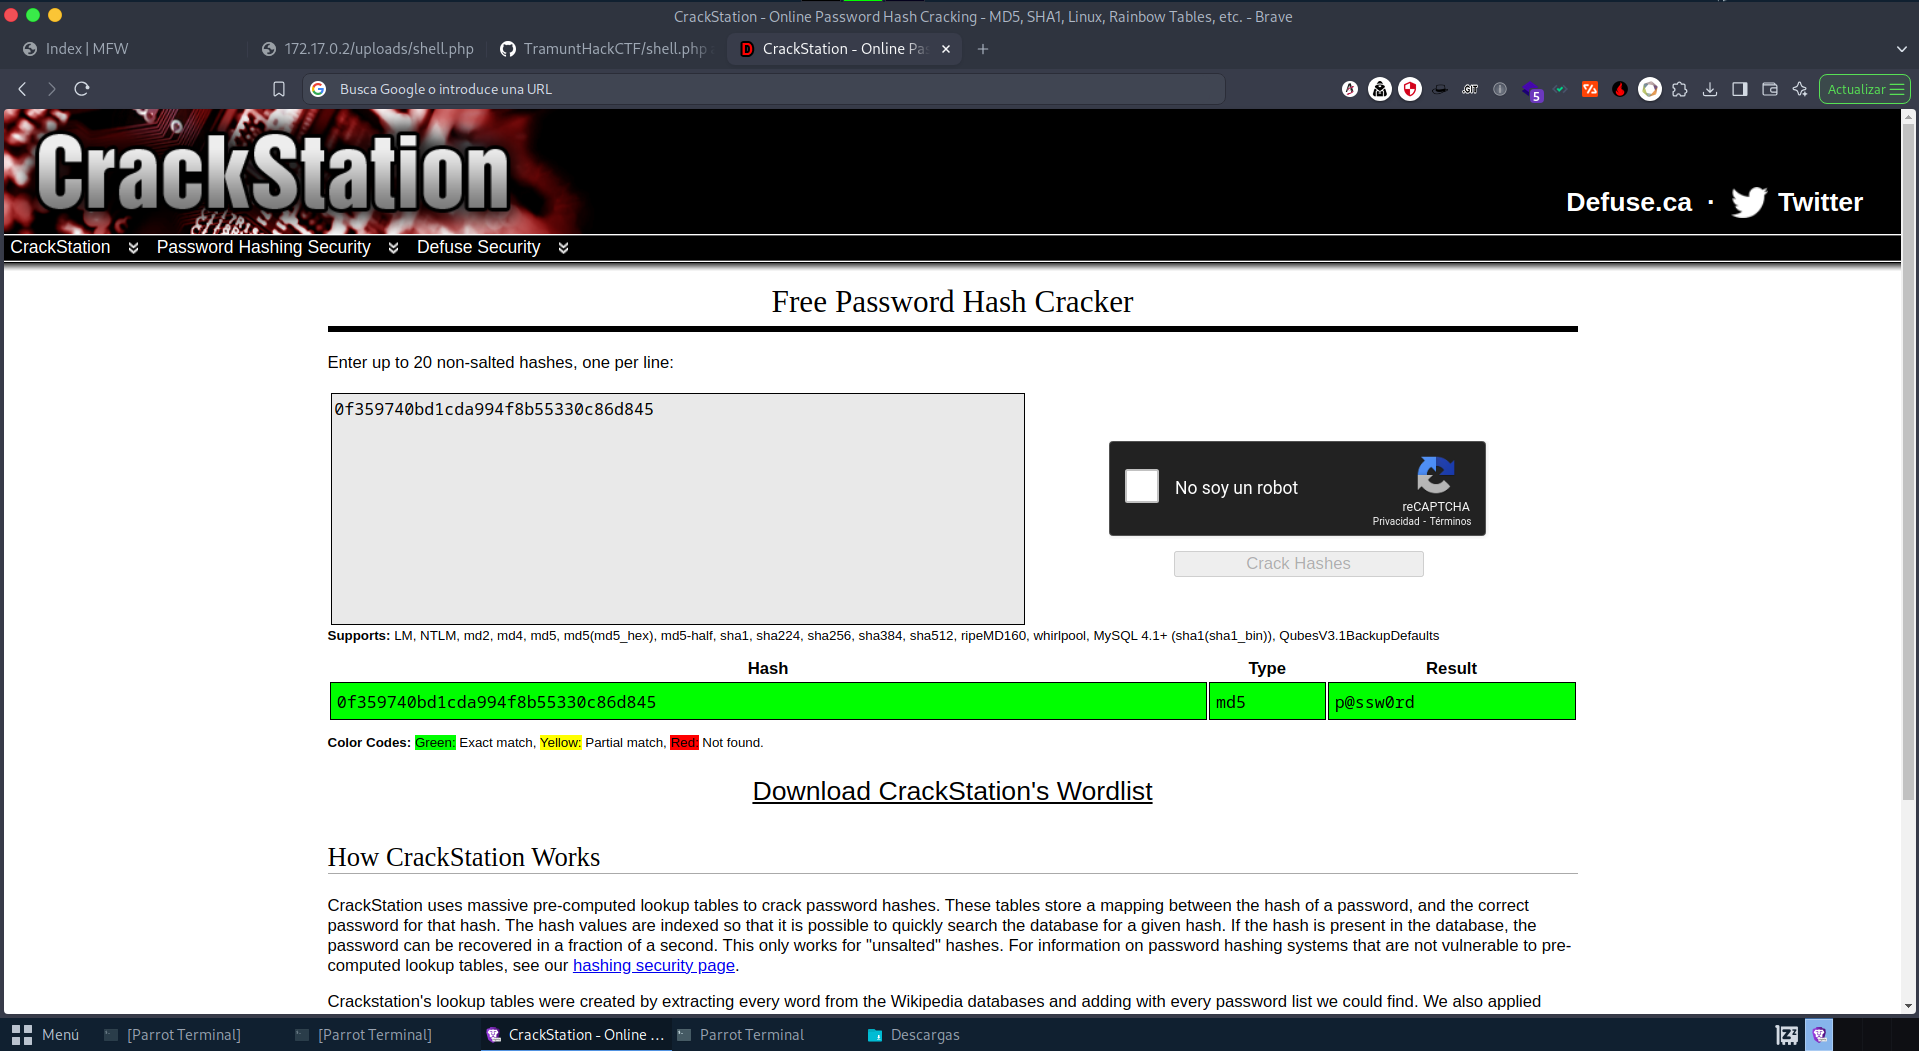 CrackStation - Online Password Hash Cracking - MD5, SHA1, Linux, Rainbow Tables, etc. - Brave
Index | MFW
172.17.0.2/uploads/shell.php
TramuntHackCTF/shell.php
CrackStation - Online Pas
Busca Google o introduce una URL
.GIT
5
Actualizar
CrackStation
Defuse.ca · Twitter
CrackStation Password Hashing Security Defuse Security
Free Password Hash Cracker
Enter up to 20 non-salted hashes, one per line:
0f359740bd1cda994f8b55330c86d845
No soy un robot
reCAPTCHA
Privacidad - Términos
Crack Hashes
Supports: LM, NTLM, md2, md4, md5, md5(md5_hex), md5-half, sha1, sha224, sha256, sha384, sha512, ripeMD160, whirlpool, MySQL 4.1+ (sha1(sha1_bin)), QubesV3.1BackupDefaults
Hash Type Result
0f359740bd1cda994f8b55330c86d845 md5 p@ssw0rd
Color Codes: Green: Exact match, Yellow: Partial match, Red: Not found.
Download CrackStation's Wordlist
How CrackStation Works
CrackStation uses massive pre-computed lookup tables to crack password hashes. These tables store a mapping between the hash of a password, and the correct
password for that hash. The hash values are indexed so that it is possible to quickly search the database for a given hash. If the hash is present in the database, the
password can be recovered in a fraction of a second. This only works for "unsalted" hashes. For information on password hashing systems that are not vulnerable to pre-
computed lookup tables, see our hashing security page.
Crackstation's lookup tables were created by extracting every word from the Wikipedia databases and adding with every password list we could find. We also applied
Menú [Parrot Terminal] [Parrot Terminal] CrackStation - Online ... Parrot Terminal Descargas